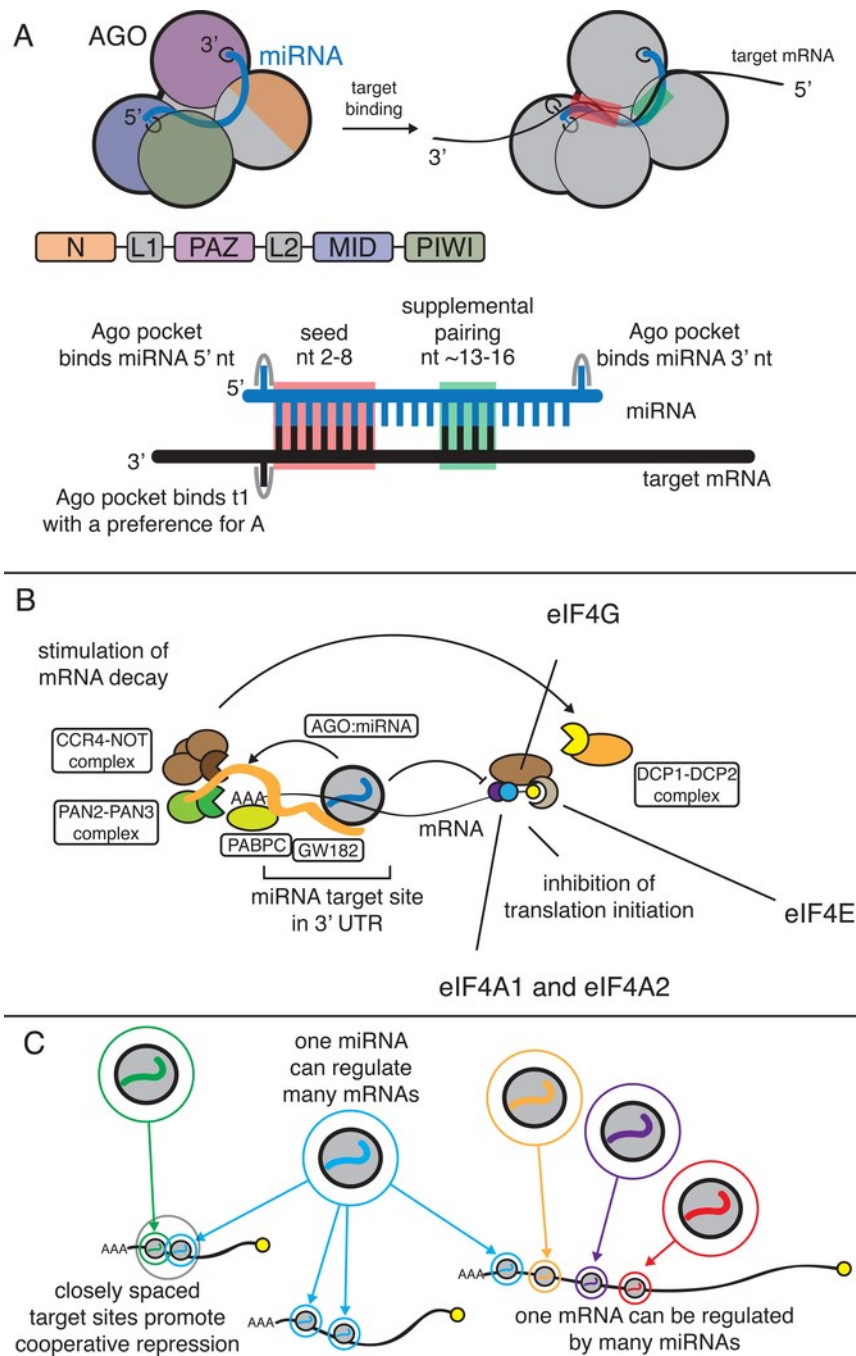 A
AGO
3’
miRNA
5’
target
binding
target mRNA
5’
3’
N
L1
PAZ
L2
MID
PIWI
Ago pocket
binds miRNA 5’ nt
seed
nt 2-8
supplemental
pairing
nt ~13-16
Ago pocket
binds miRNA 3’ nt
5’
miRNA
3’
target mRNA
Ago pocket binds t1
with a preference for A
B
eIF4G
stimulation of
mRNA decay
CCR4-NOT
complex
AGO:miRNA
DCP1-DCP2
complex
PAN2-PAN3
complex
AAA
mRNA
PABPC
GW182
miRNA target site
in 3’ UTR
inhibition of
translation initiation
eIF4E
eIF4A1 and eIF4A2
C
one miRNA
can regulate
many mRNAs
AAA
closely spaced
target sites promote
cooperative repression
AAA
AAA
one mRNA can be regulated
by many miRNAs